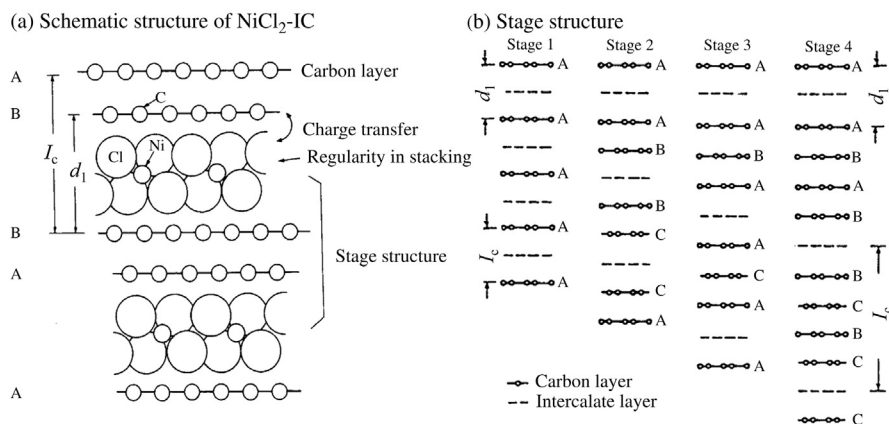 (a) Schematic structure of NiCl2-IC
A
Carbon layer
B
C
Charge transfer
Ic
d1
Cl
Ni
Regularity in stacking
B
Stage structure
A
A
(b) Stage structure
Stage 1
Stage 2
Stage 3
Stage 4
A
A
A
A
d1
d1
A
A
A
A
B
B
B
A
A
B
B
A
C
A
Ic
C
B
A
C
A
C
A
B
Ic
C
A
C
Carbon layer
Intercalate layer